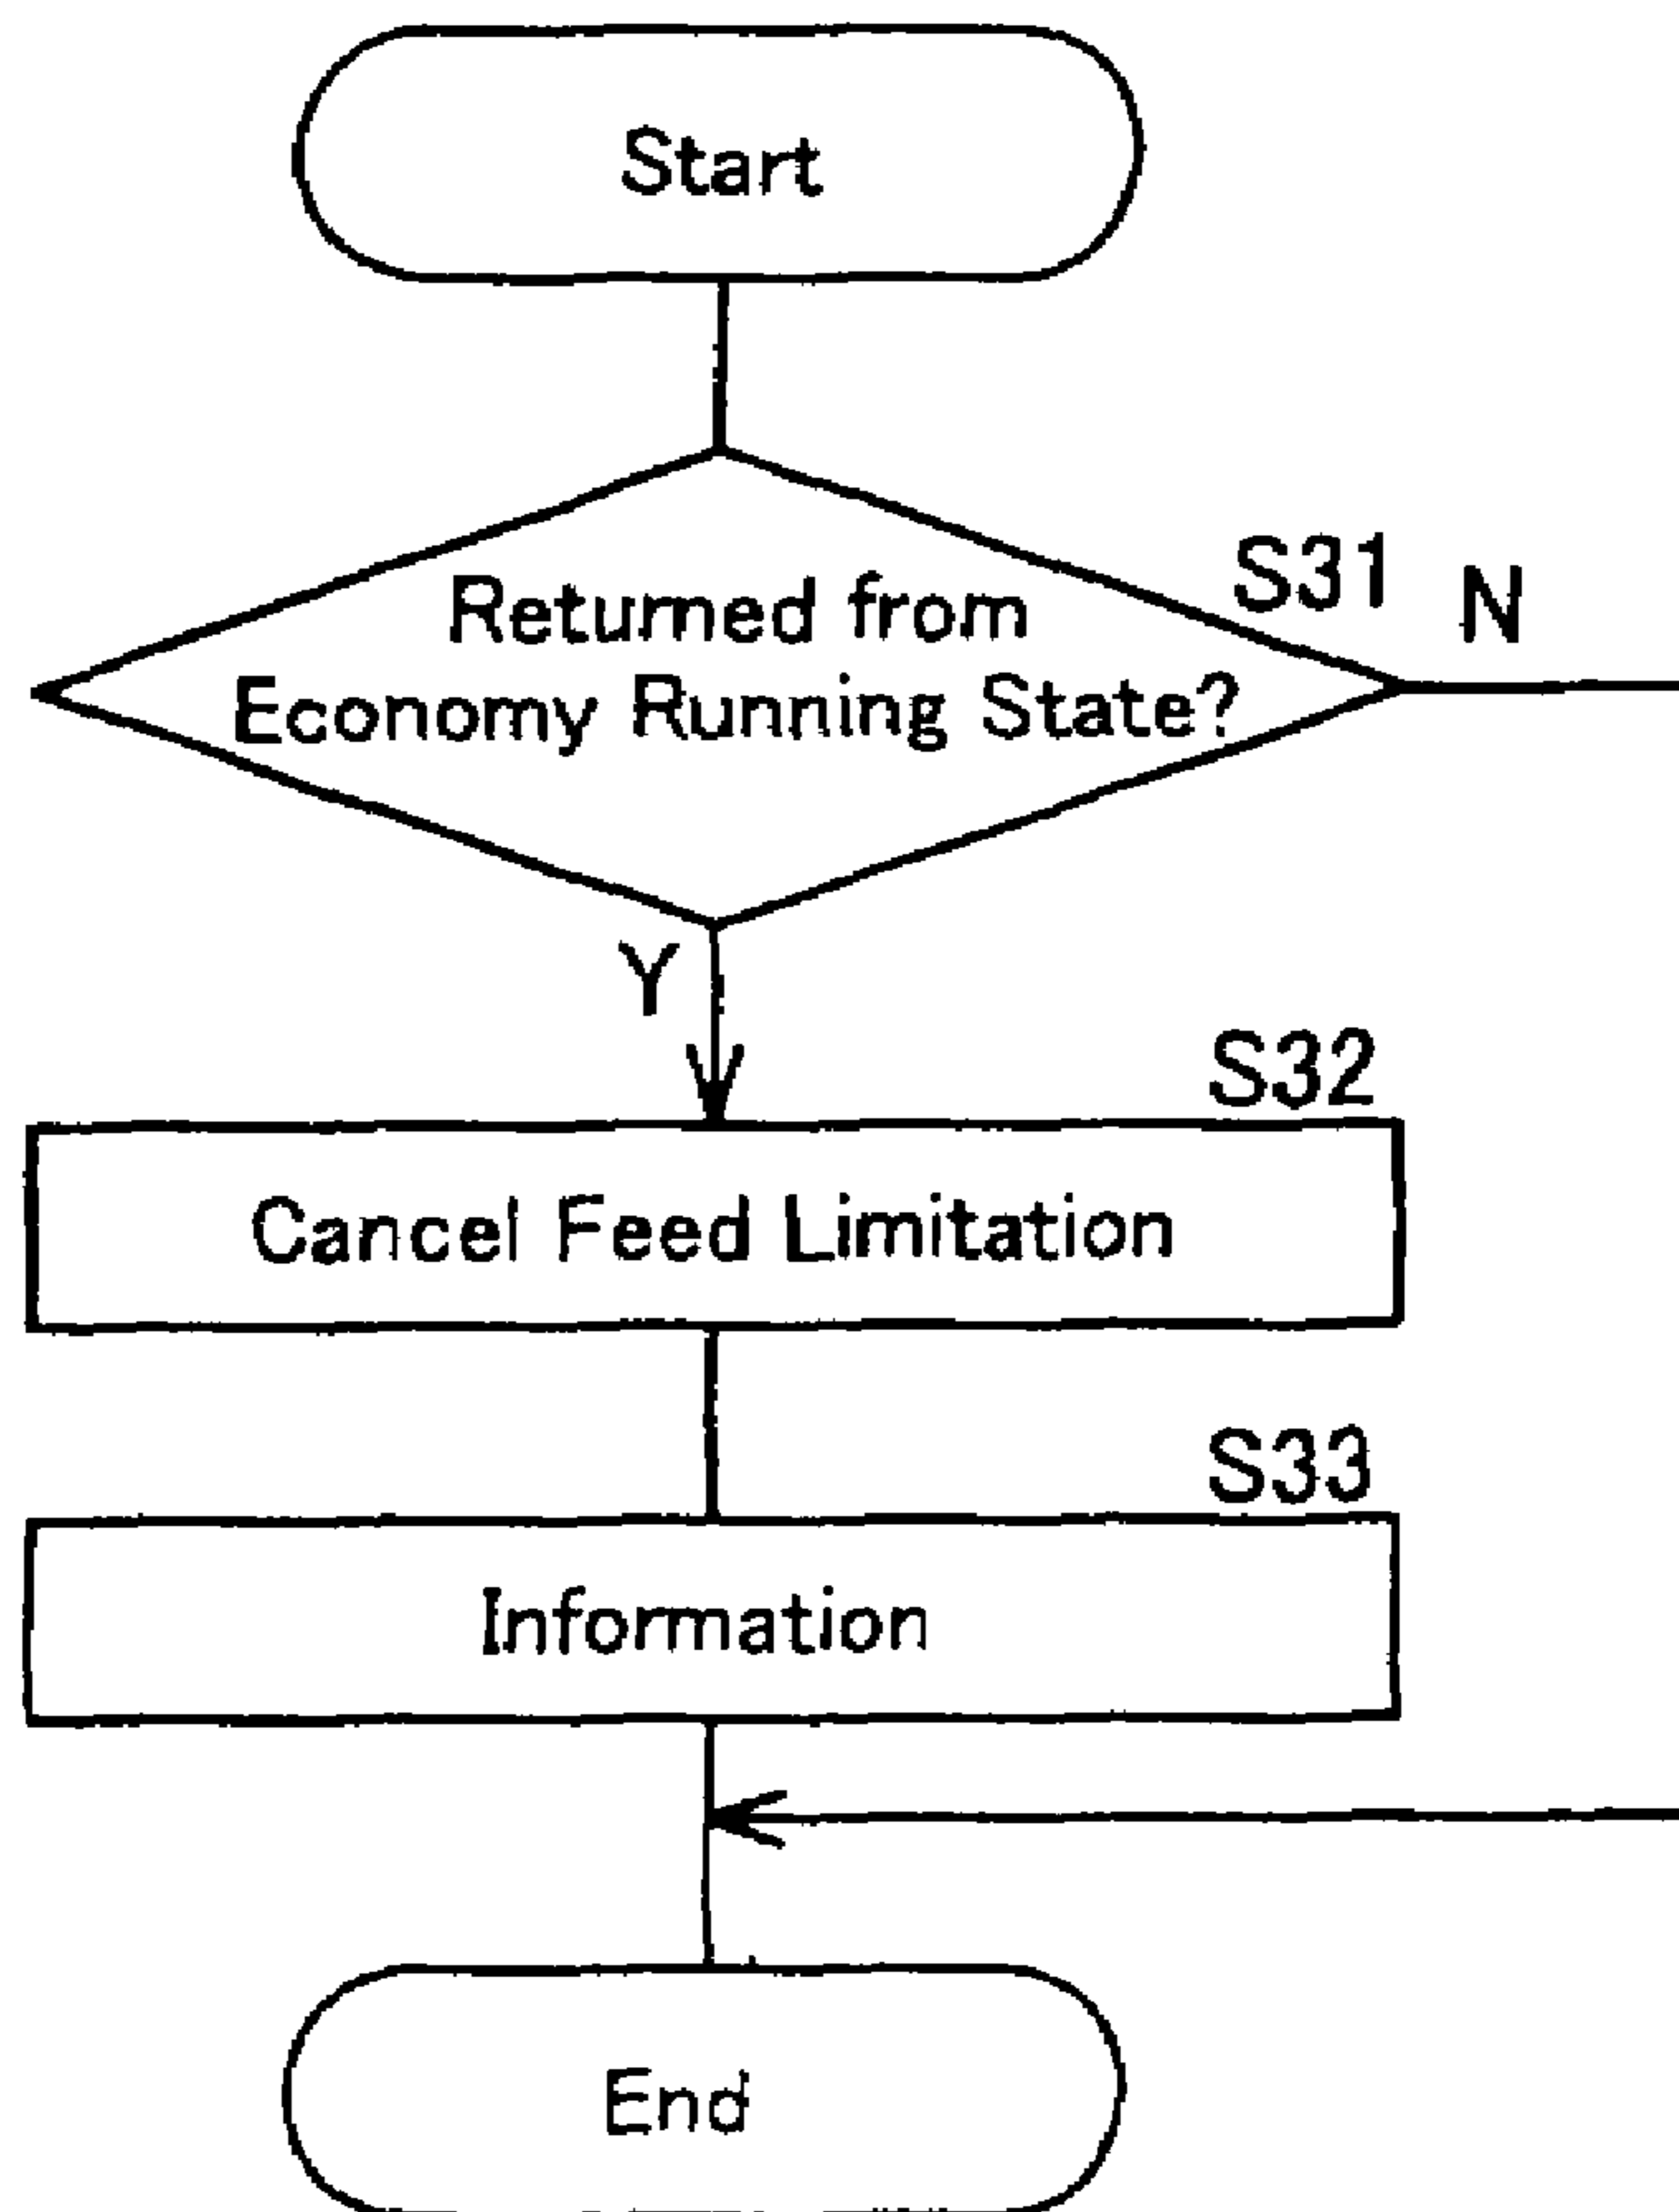 Start
S31
N
Returned from
Economy Running State?
Y
S32
Cancel Feed Limitation
S33
Information
End